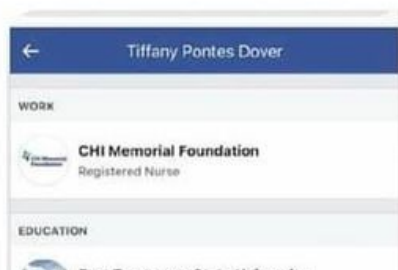 Tiffany Pontes Dover
WORK
CHI Memorial Foundation
Registered Nurse
EDUCATION